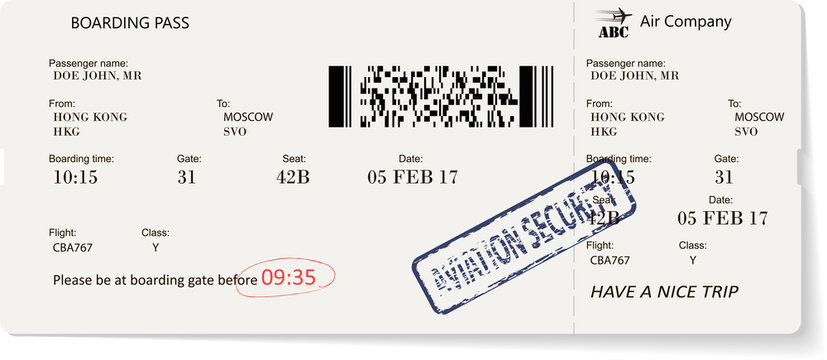 BOARDING PASS
Passenger name:
DOE JOHN, MR
From: To:
HONG KONG MOSCOW
HKG SVO
Boarding time: Gate: Seat: Date:
10:15 31 42B 05 FEB 17
Flight: Class:
CBA767 Y
Please be at boarding gate before 09:35
AVIATION SECURITY
ABC Air Company
Passenger name:
DOE JOHN, MR
From: To:
HONG KONG MOSCOW
HKG SVO
Boarding time: Gate:
10:15 31
Seat: Date:
42B 05 FEB 17
Flight: Class:
CBA767 Y
HAVE A NICE TRIP